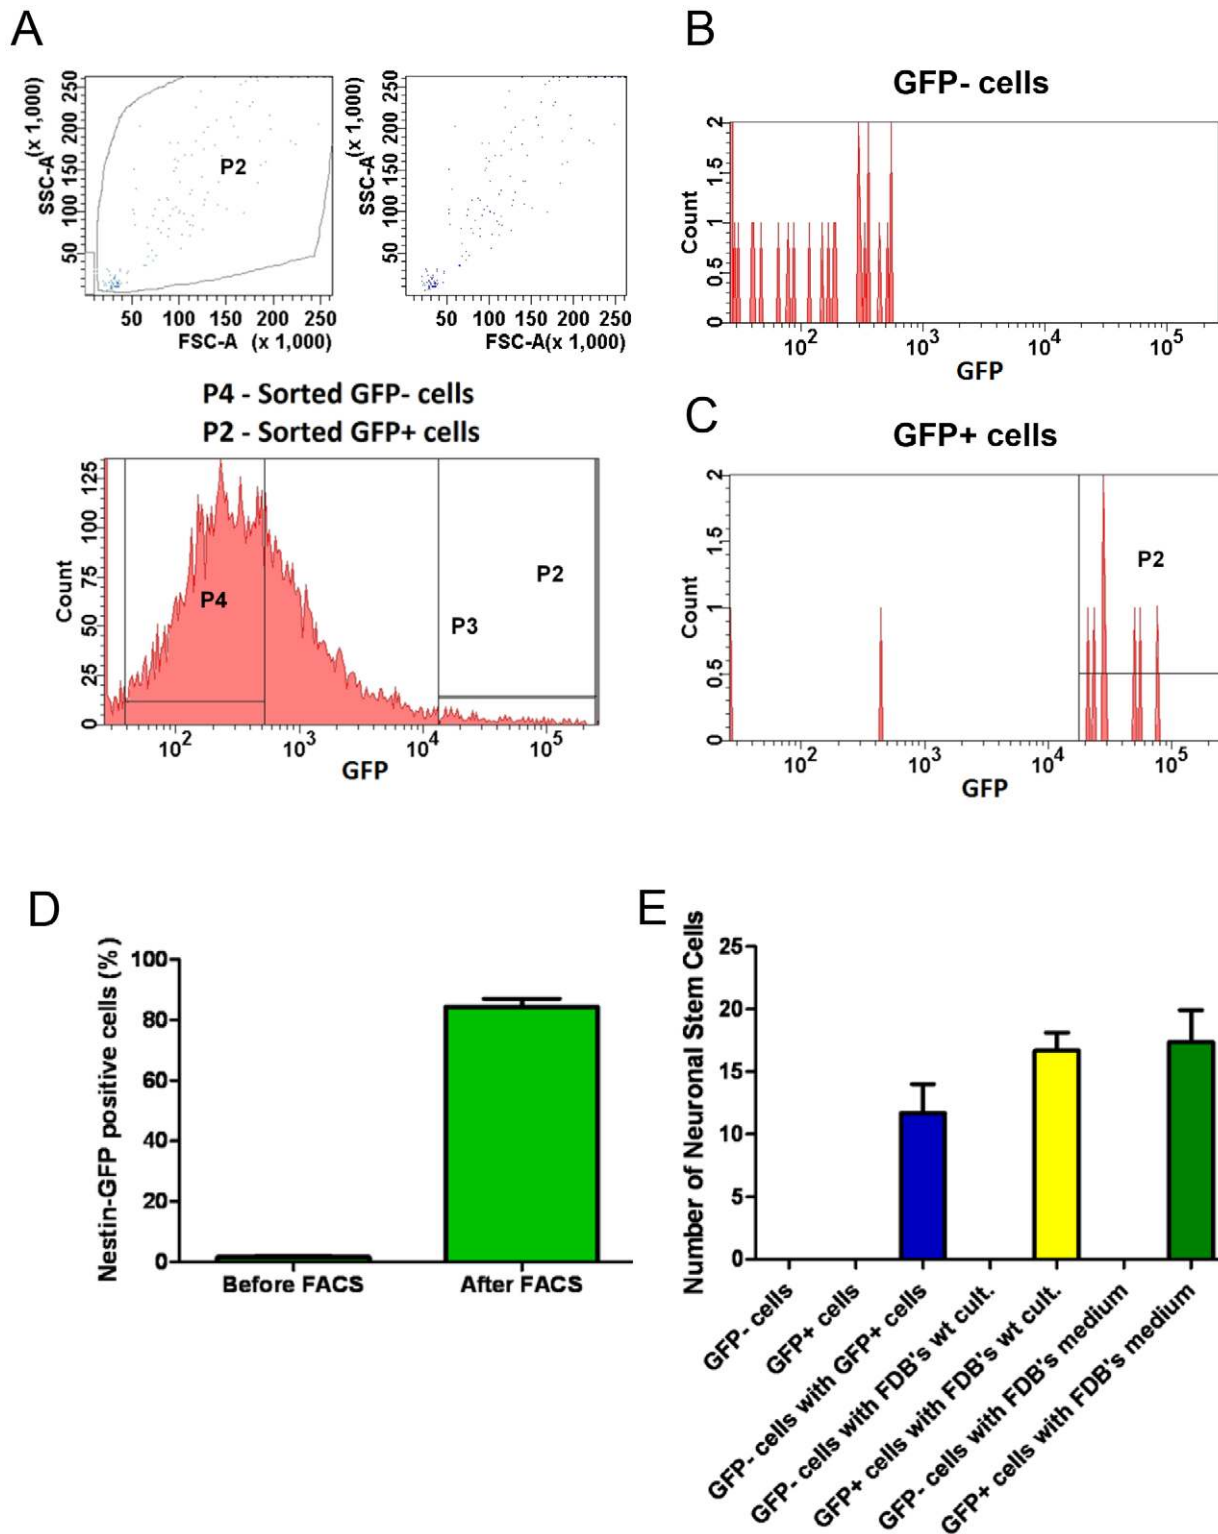 A
SSC-A (x 1,000)
50 100 150 200 250
P2
50 100 150 200 250
FSC-A (x 1,000)
SSC-A (x 1,000)
50 100 150 200 250
50 100 150 200 250
FSC-A(x 1,000)
P4 - Sorted GFP- cells
P2 - Sorted GFP+ cells
Count
0 25 50 75 100 125
P4
P3
P2
10^2 10^3 10^4 10^5
GFP
B
GFP- cells
Count
0 0.5 1 1.5 2
10^2 10^3 10^4 10^5
GFP
C
GFP+ cells
Count
0 0.5 1 1.5 2
P2
10^2 10^3 10^4 10^5
GFP
D
Nestin-GFP positive cells (%)
100
80
60
40
20
0
Before FACS After FACS
E
Number of Neuronal Stem Cells
25
20
15
10
5
0
GFP- cells
GFP+ cells
GFP- cells with GFP+ cells
GFP- cells with FDB's wt cult.
GFP+ cells with FDB's wt cult.
GFP- cells with FDB's medium
GFP+ cells with FDB's medium